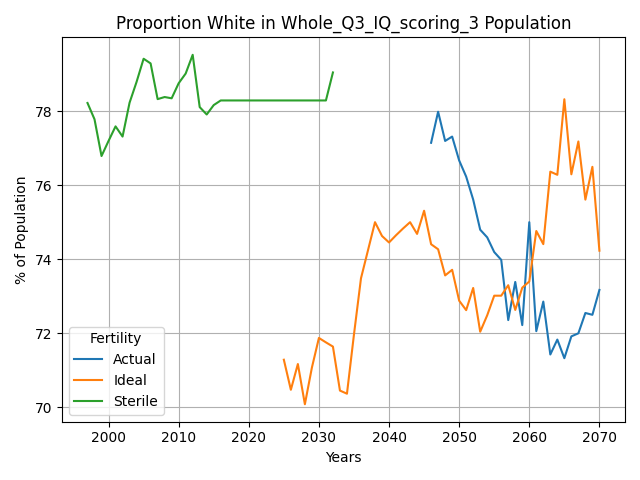 Proportion White in Whole_Q3_IQ_scoring_3 Population
% of Population
78
76
74
72
70
Fertility
Actual
Ideal
Sterile
2000 2010 2020 2030 2040 2050 2060 2070
Years